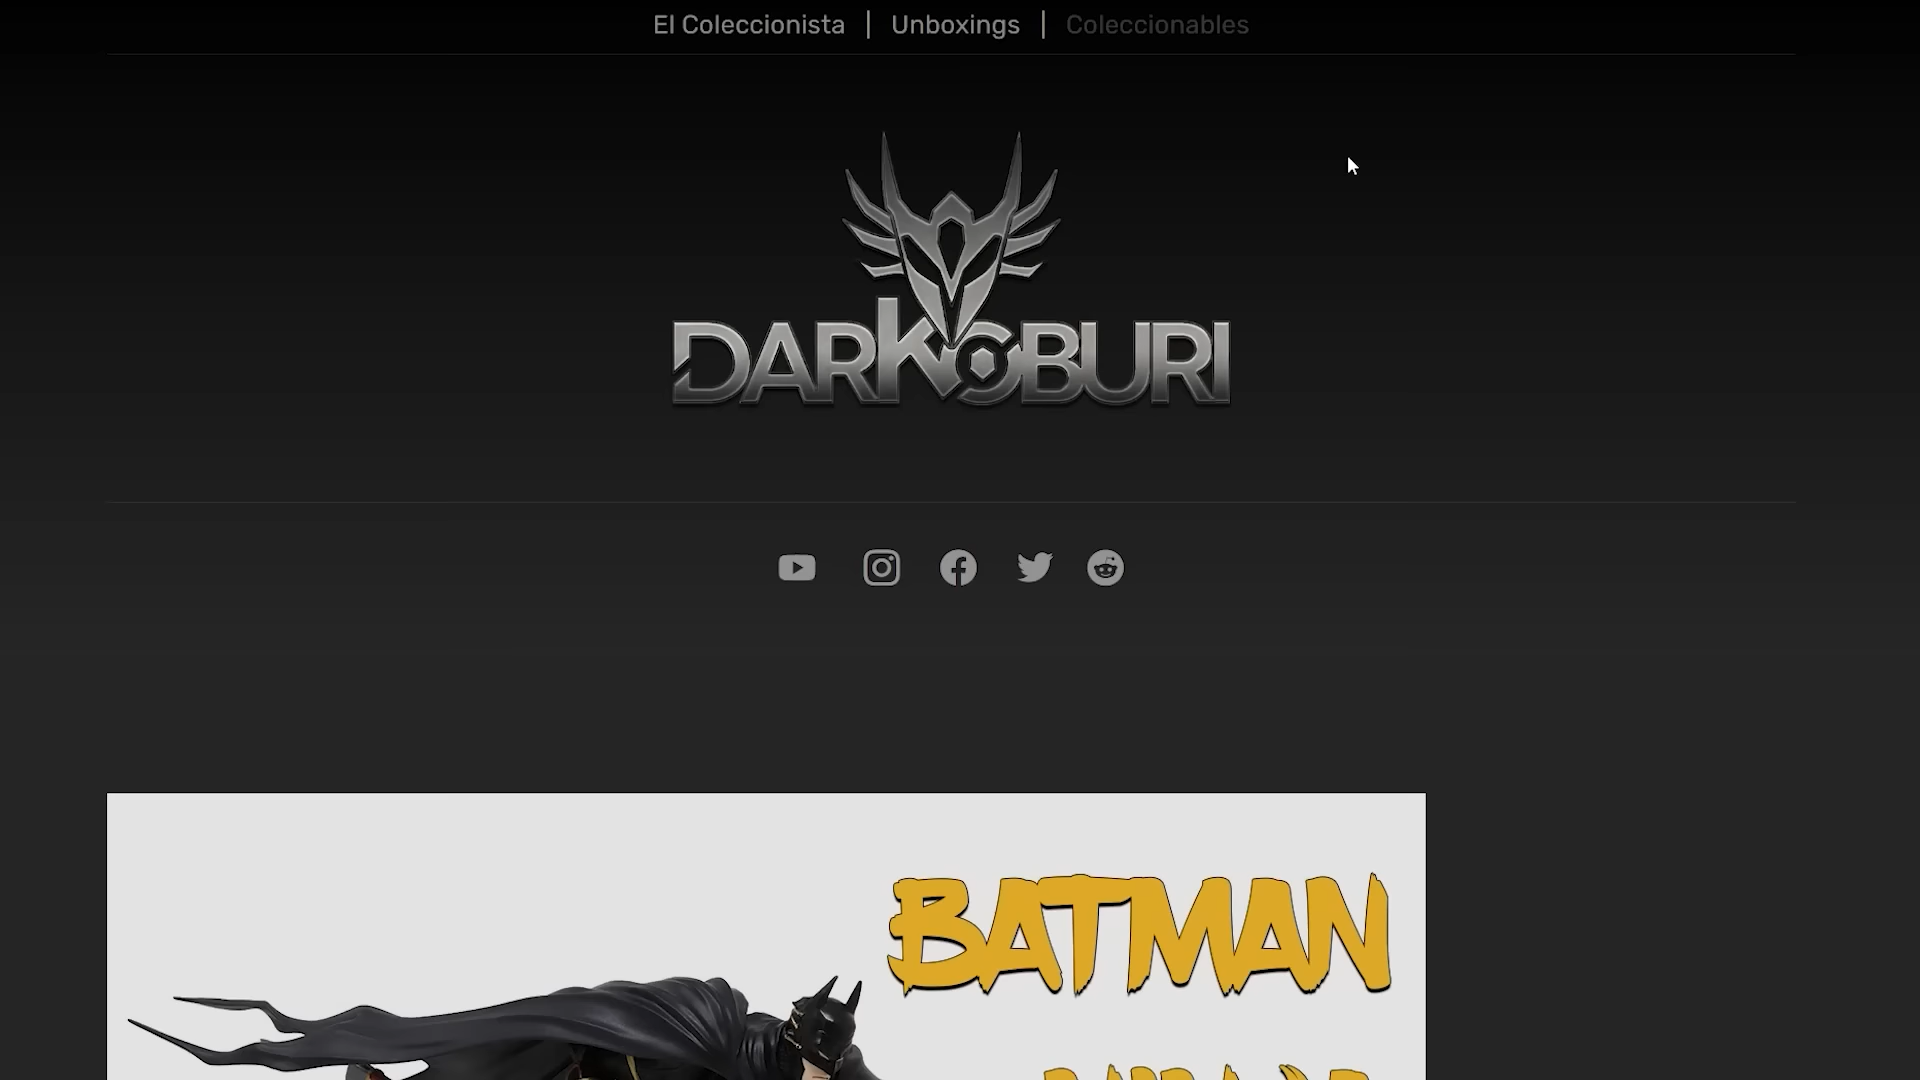 El Coleccionista | Unboxings | Coleccionables
DARKOBURI
BATMAN